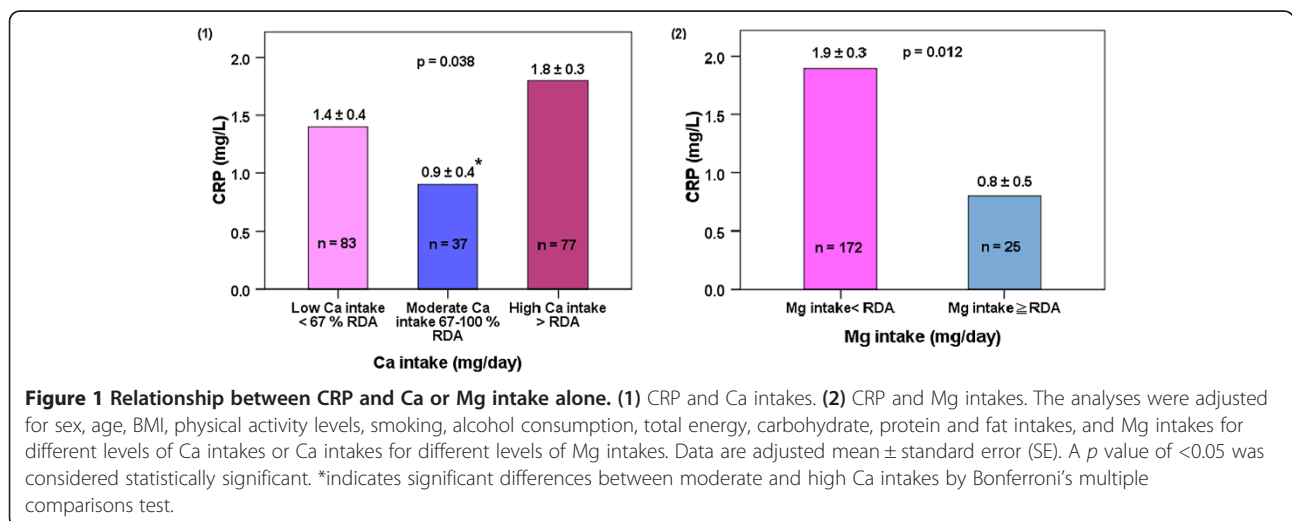 (1)
p = 0.038
1.8 ± 0.3
1.4 ± 0.4
0.9 ± 0.4*
2.0
1.5
1.0
0.5
0.0
CRP (mg/L)
n = 83
n = 37
n = 77
Low Ca intake
< 67 % RDA
Moderate Ca
intake 67-100 %
RDA
High Ca intake
> RDA
Ca intake (mg/day)
(2)
1.9 ± 0.3
p = 0.012
0.8 ± 0.5
2.0
1.5
1.0
0.5
0.0
CRP (mg/L)
n = 172
n = 25
Mg intake< RDA
Mg intake≧RDA
Mg intake (mg/day)
Figure 1 Relationship between CRP and Ca or Mg intake alone. (1) CRP and Ca intakes. (2) CRP and Mg intakes. The analyses were adjusted
for sex, age, BMI, physical activity levels, smoking, alcohol consumption, total energy, carbohydrate, protein and fat intakes, and Mg intakes for
different levels of Ca intakes or Ca intakes for different levels of Mg intakes. Data are adjusted mean ± standard error (SE). A p value of <0.05 was
considered statistically significant. *indicates significant differences between moderate and high Ca intakes by Bonferroni's multiple
comparisons test.